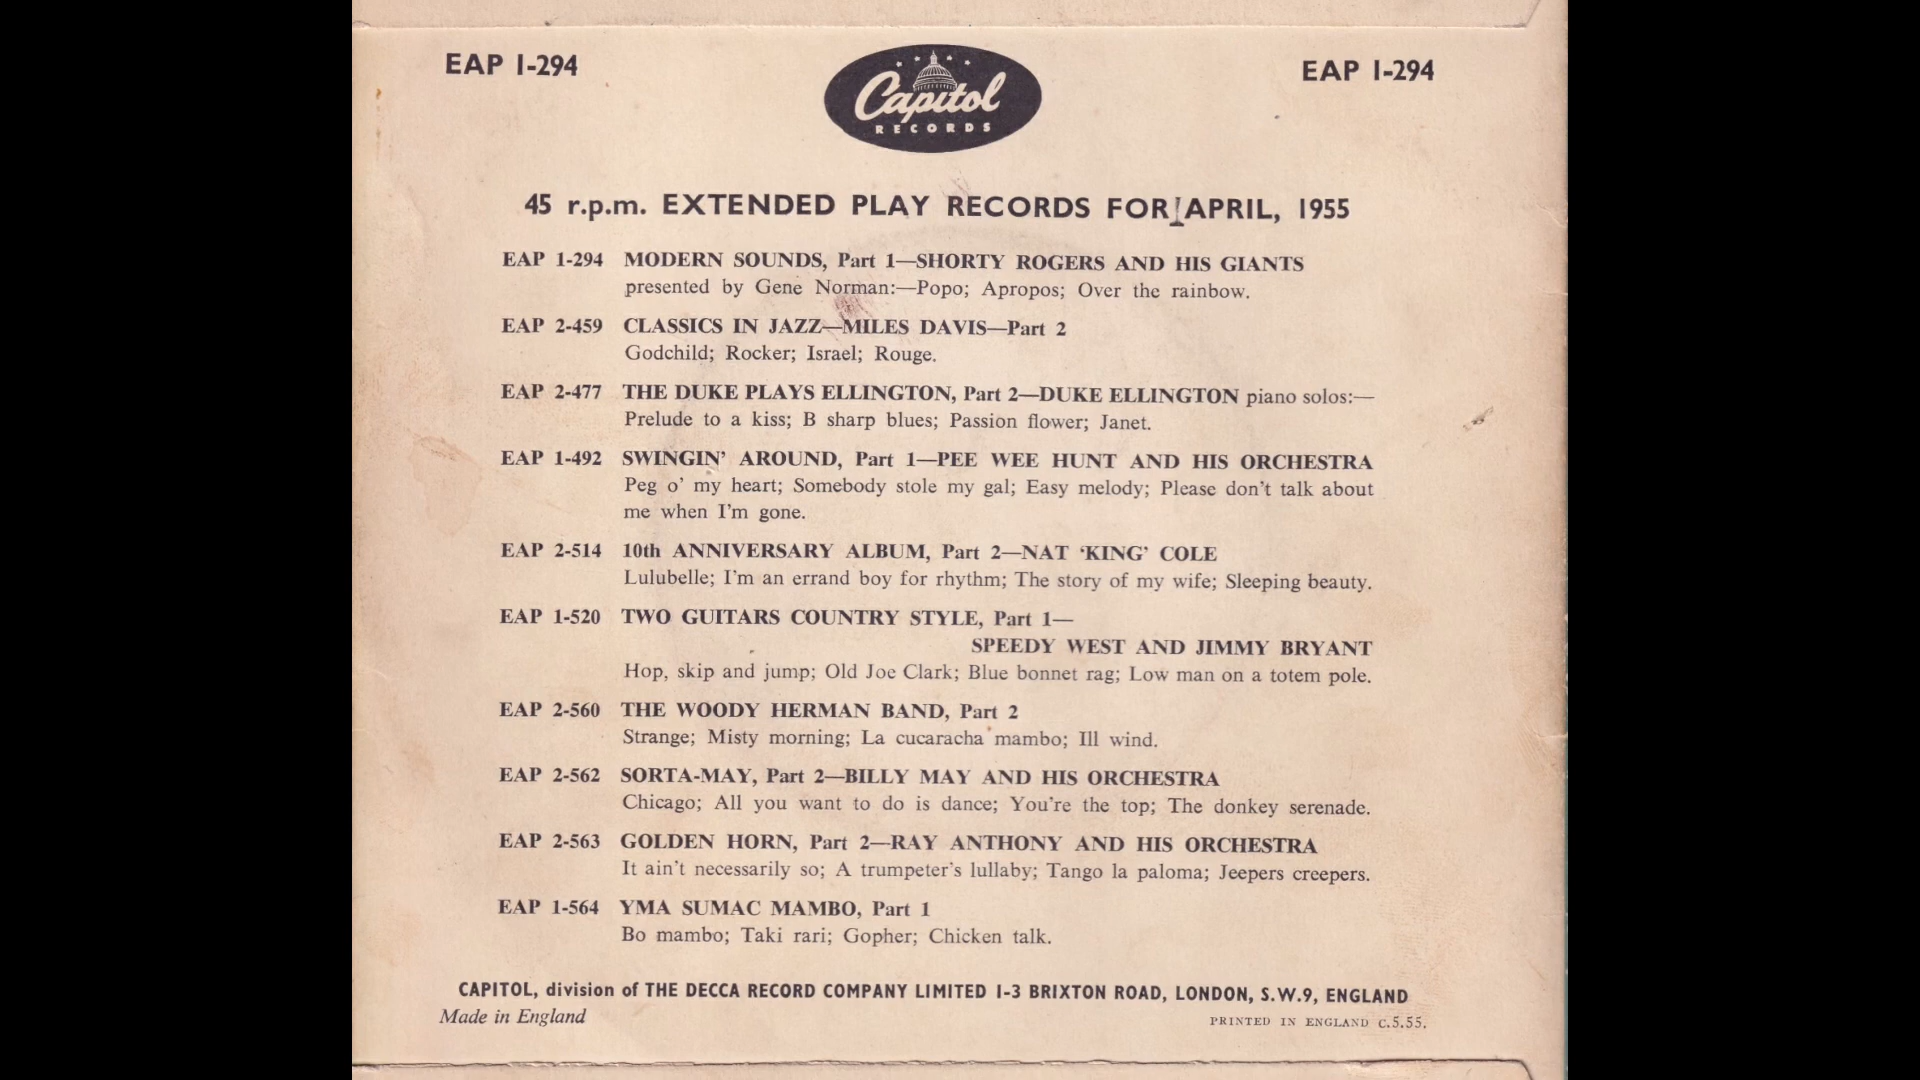 EAP 1-294
EAP 1-294
Capitol
RECORDS
45 r.p.m. EXTENDED PLAY RECORDS FOR APRIL, 1955
EAP 1-294 MODERN SOUNDS, Part 1—SHORTY ROGERS AND HIS GIANTS
presented by Gene Norman:—Popo; Apropos; Over the rainbow.
EAP 2-459 CLASSICS IN JAZZ—MILES DAVIS—Part 2
Godchild; Rocker; Israel; Rouge.
EAP 2-477 THE DUKE PLAYS ELLINGTON, Part 2—DUKE ELLINGTON piano solos:—
Prelude to a kiss; B sharp blues; Passion flower; Janet.
EAP 1-492 SWINGIN’ AROUND, Part 1—PEE WEE HUNT AND HIS ORCHESTRA
Peg o’ my heart; Somebody stole my gal; Easy melody; Please don’t talk about
me when I’m gone.
EAP 2-514 10th ANNIVERSARY ALBUM, Part 2—NAT ‘KING’ COLE
Lulubelle; I’m an errand boy for rhythm; The story of my wife; Sleeping beauty.
EAP 1-520 TWO GUITARS COUNTRY STYLE, Part 1—
SPEEDY WEST AND JIMMY BRYANT
Hop, skip and jump; Old Joe Clark; Blue bonnet rag; Low man on a totem pole.
EAP 2-560 THE WOODY HERMAN BAND, Part 2
Strange; Misty morning; La cucaracha mambo; Ill wind.
EAP 2-562 SORTA-MAY, Part 2—BILLY MAY AND HIS ORCHESTRA
Chicago; All you want to do is dance; You’re the top; The donkey serenade.
EAP 2-563 GOLDEN HORN, Part 2—RAY ANTHONY AND HIS ORCHESTRA
It ain’t necessarily so; A trumpeter’s lullaby; Tango la paloma; Jeepers creepers.
EAP 1-564 YMA SUMAC MAMBO, Part 1
Bo mambo; Taki rari; Gopher; Chicken talk.
CAPITOL, division of THE DECCA RECORD COMPANY LIMITED 1-3 BRIXTON ROAD, LONDON, S.W.9, ENGLAND
Made in England
PRINTED IN ENGLAND C.5.55.